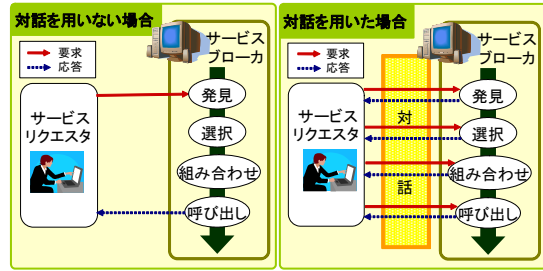 対話を用いない場合
サービス
ブローカ
要求
応答
サービス
リクエスタ
発見
選択
組み合わせ
呼び出し
対話を用いた場合
サービス
ブローカ
要求
応答
サービス
リクエスタ
対
話
発見
選択
組み合わせ
呼び出し